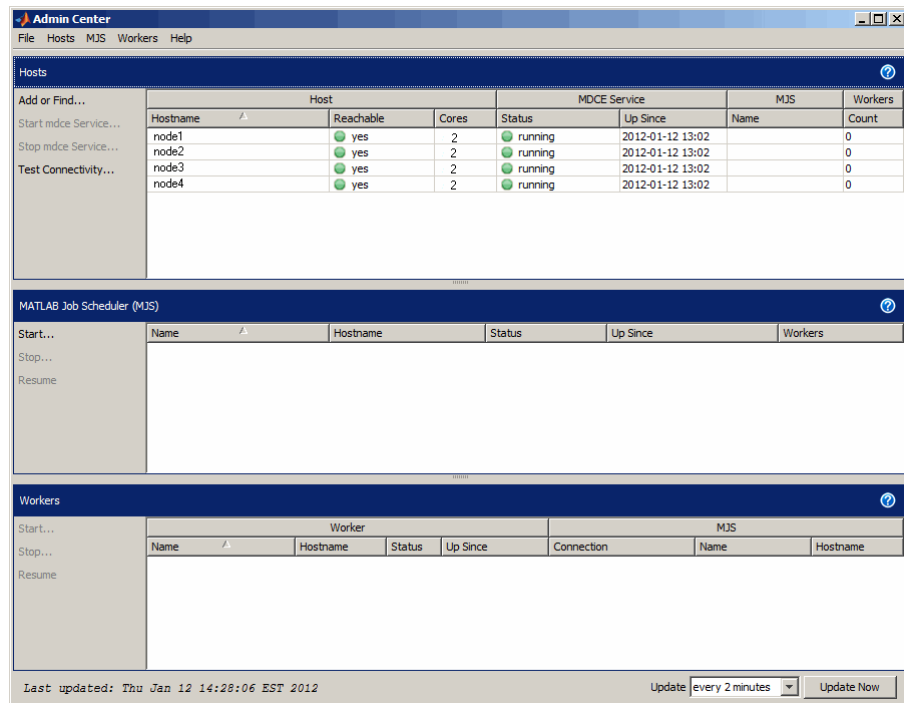 Admin Center
File Hosts MJS Workers Help
Hosts
Add or Find...
Start mdce Service...
Stop mdce Service...
Test Connectivity...
Host MDCE Service MJS Workers
Hostname Reachable Cores Status Up Since Name Count
node1 yes 2 running 2012-01-12 13:02 0
node2 yes 2 running 2012-01-12 13:02 0
node3 yes 2 running 2012-01-12 13:02 0
node4 yes 2 running 2012-01-12 13:02 0
MATLAB Job Scheduler (MJS)
Start...
Stop...
Resume
Name Hostname Status Up Since Workers
Workers
Start...
Stop...
Resume
Worker MJS
Name Hostname Status Up Since Connection Name Hostname
Last updated: Thu Jan 12 14:28:06 EST 2012 Update every 2 minutes Update Now